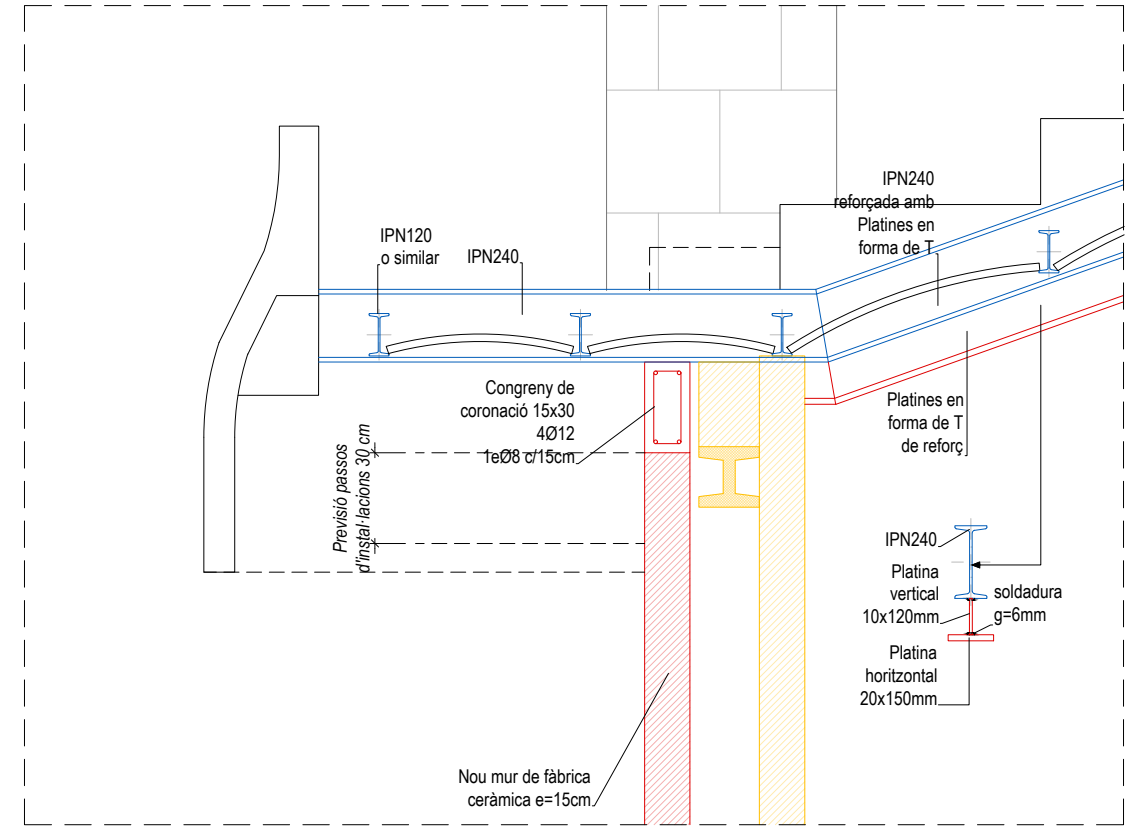 IPN240
reforçada amb
Platines en
forma de T
IPN120
o similar
IPN240
Congreny de
coronació 15x30
4Ø12
1eØ8 c/15cm
Previsió passos
d'instal·lacions 30 cm
Platines en
forma de T
de reforç
IPN240
Platina
vertical
10x120mm
soldadura
g=6mm
Platina
horitzontal
20x150mm
Nou mur de fàbrica
ceràmica e=15cm